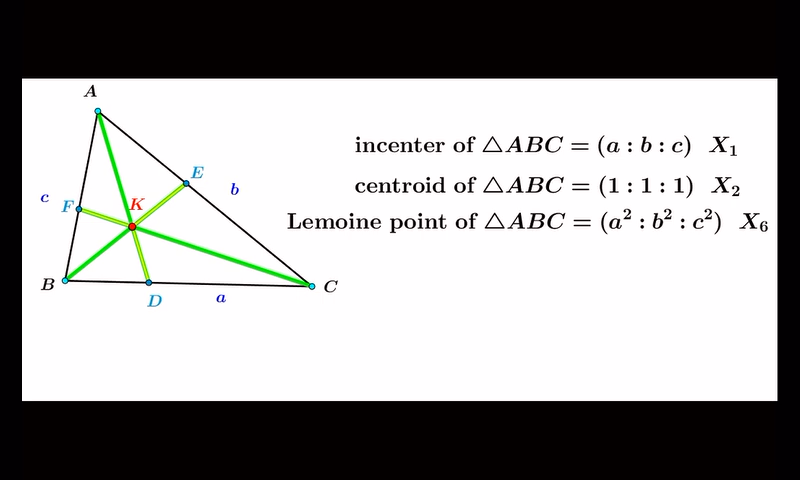 A
incenter of △ABC = (a : b : c) X₁
E
centroid of △ABC = (1 : 1 : 1) X₂
b
c
F
K
Lemoine point of △ABC = (a² : b² : c²) X₆
B
C
D
a